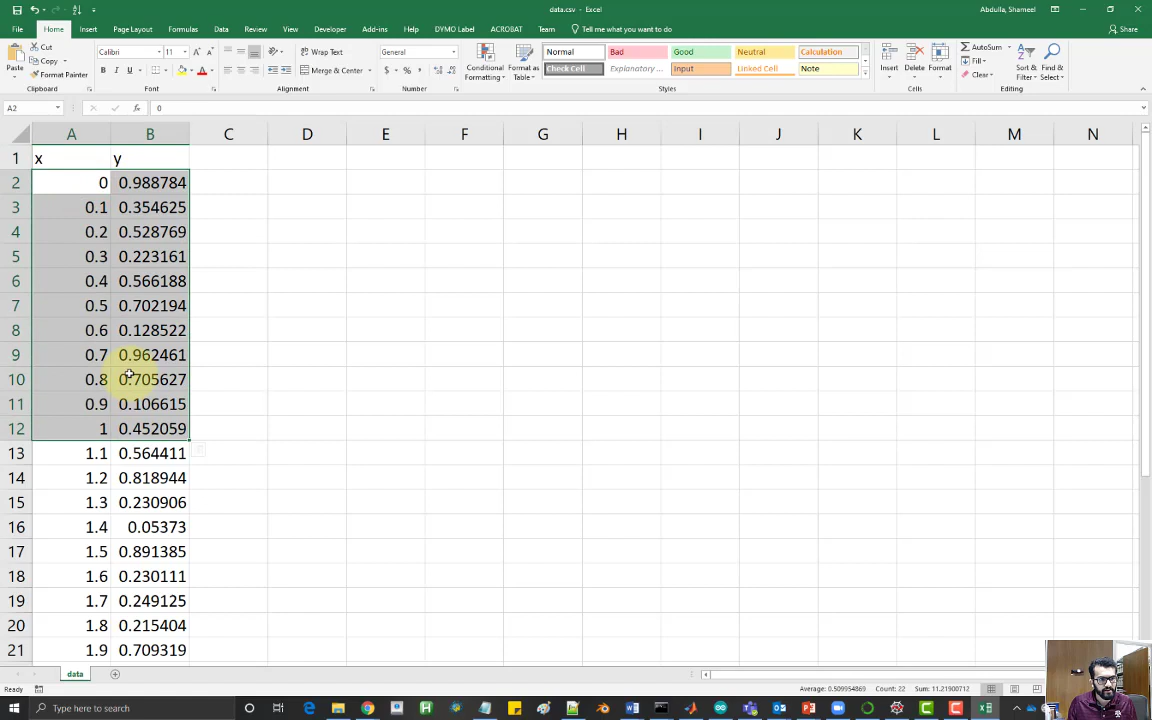 data.csv - Excel
Abdulla, Shameel
File Home Insert Page Layout Formulas Data Review View Developer Add-ins Help DYMO Label ACROBAT Team Tell me what you want to do
Share
Paste
Cut
Copy
Format Painter
Clipboard
Calibri 11
B I U
Font
Wrap Text
Merge & Center
Alignment
General
$ % ,
Number
Conditional Formatting
Format as Table
Normal Bad Good Neutral Calculation
Check Cell Explanatory ... Input Linked Cell Note
Styles
Insert Delete Format
Cells
AutoSum
Fill
Clear
Sort & Filter
Find & Select
Editing
A2 fx 0
A B C D E F G H I J K L M N
1 x y
2 0 0.988784
3 0.1 0.354625
4 0.2 0.528769
5 0.3 0.223161
6 0.4 0.566188
7 0.5 0.702194
8 0.6 0.128522
9 0.7 0.962461
10 0.8 0.705627
11 0.9 0.106615
12 1 0.452059
13 1.1 0.564411
14 1.2 0.818944
15 1.3 0.230906
16 1.4 0.05373
17 1.5 0.891385
18 1.6 0.230111
19 1.7 0.249125
20 1.8 0.215404
21 1.9 0.709319
data
Ready
Average: 0.509954869 Count: 22 Sum: 11.21900712
Type here to search